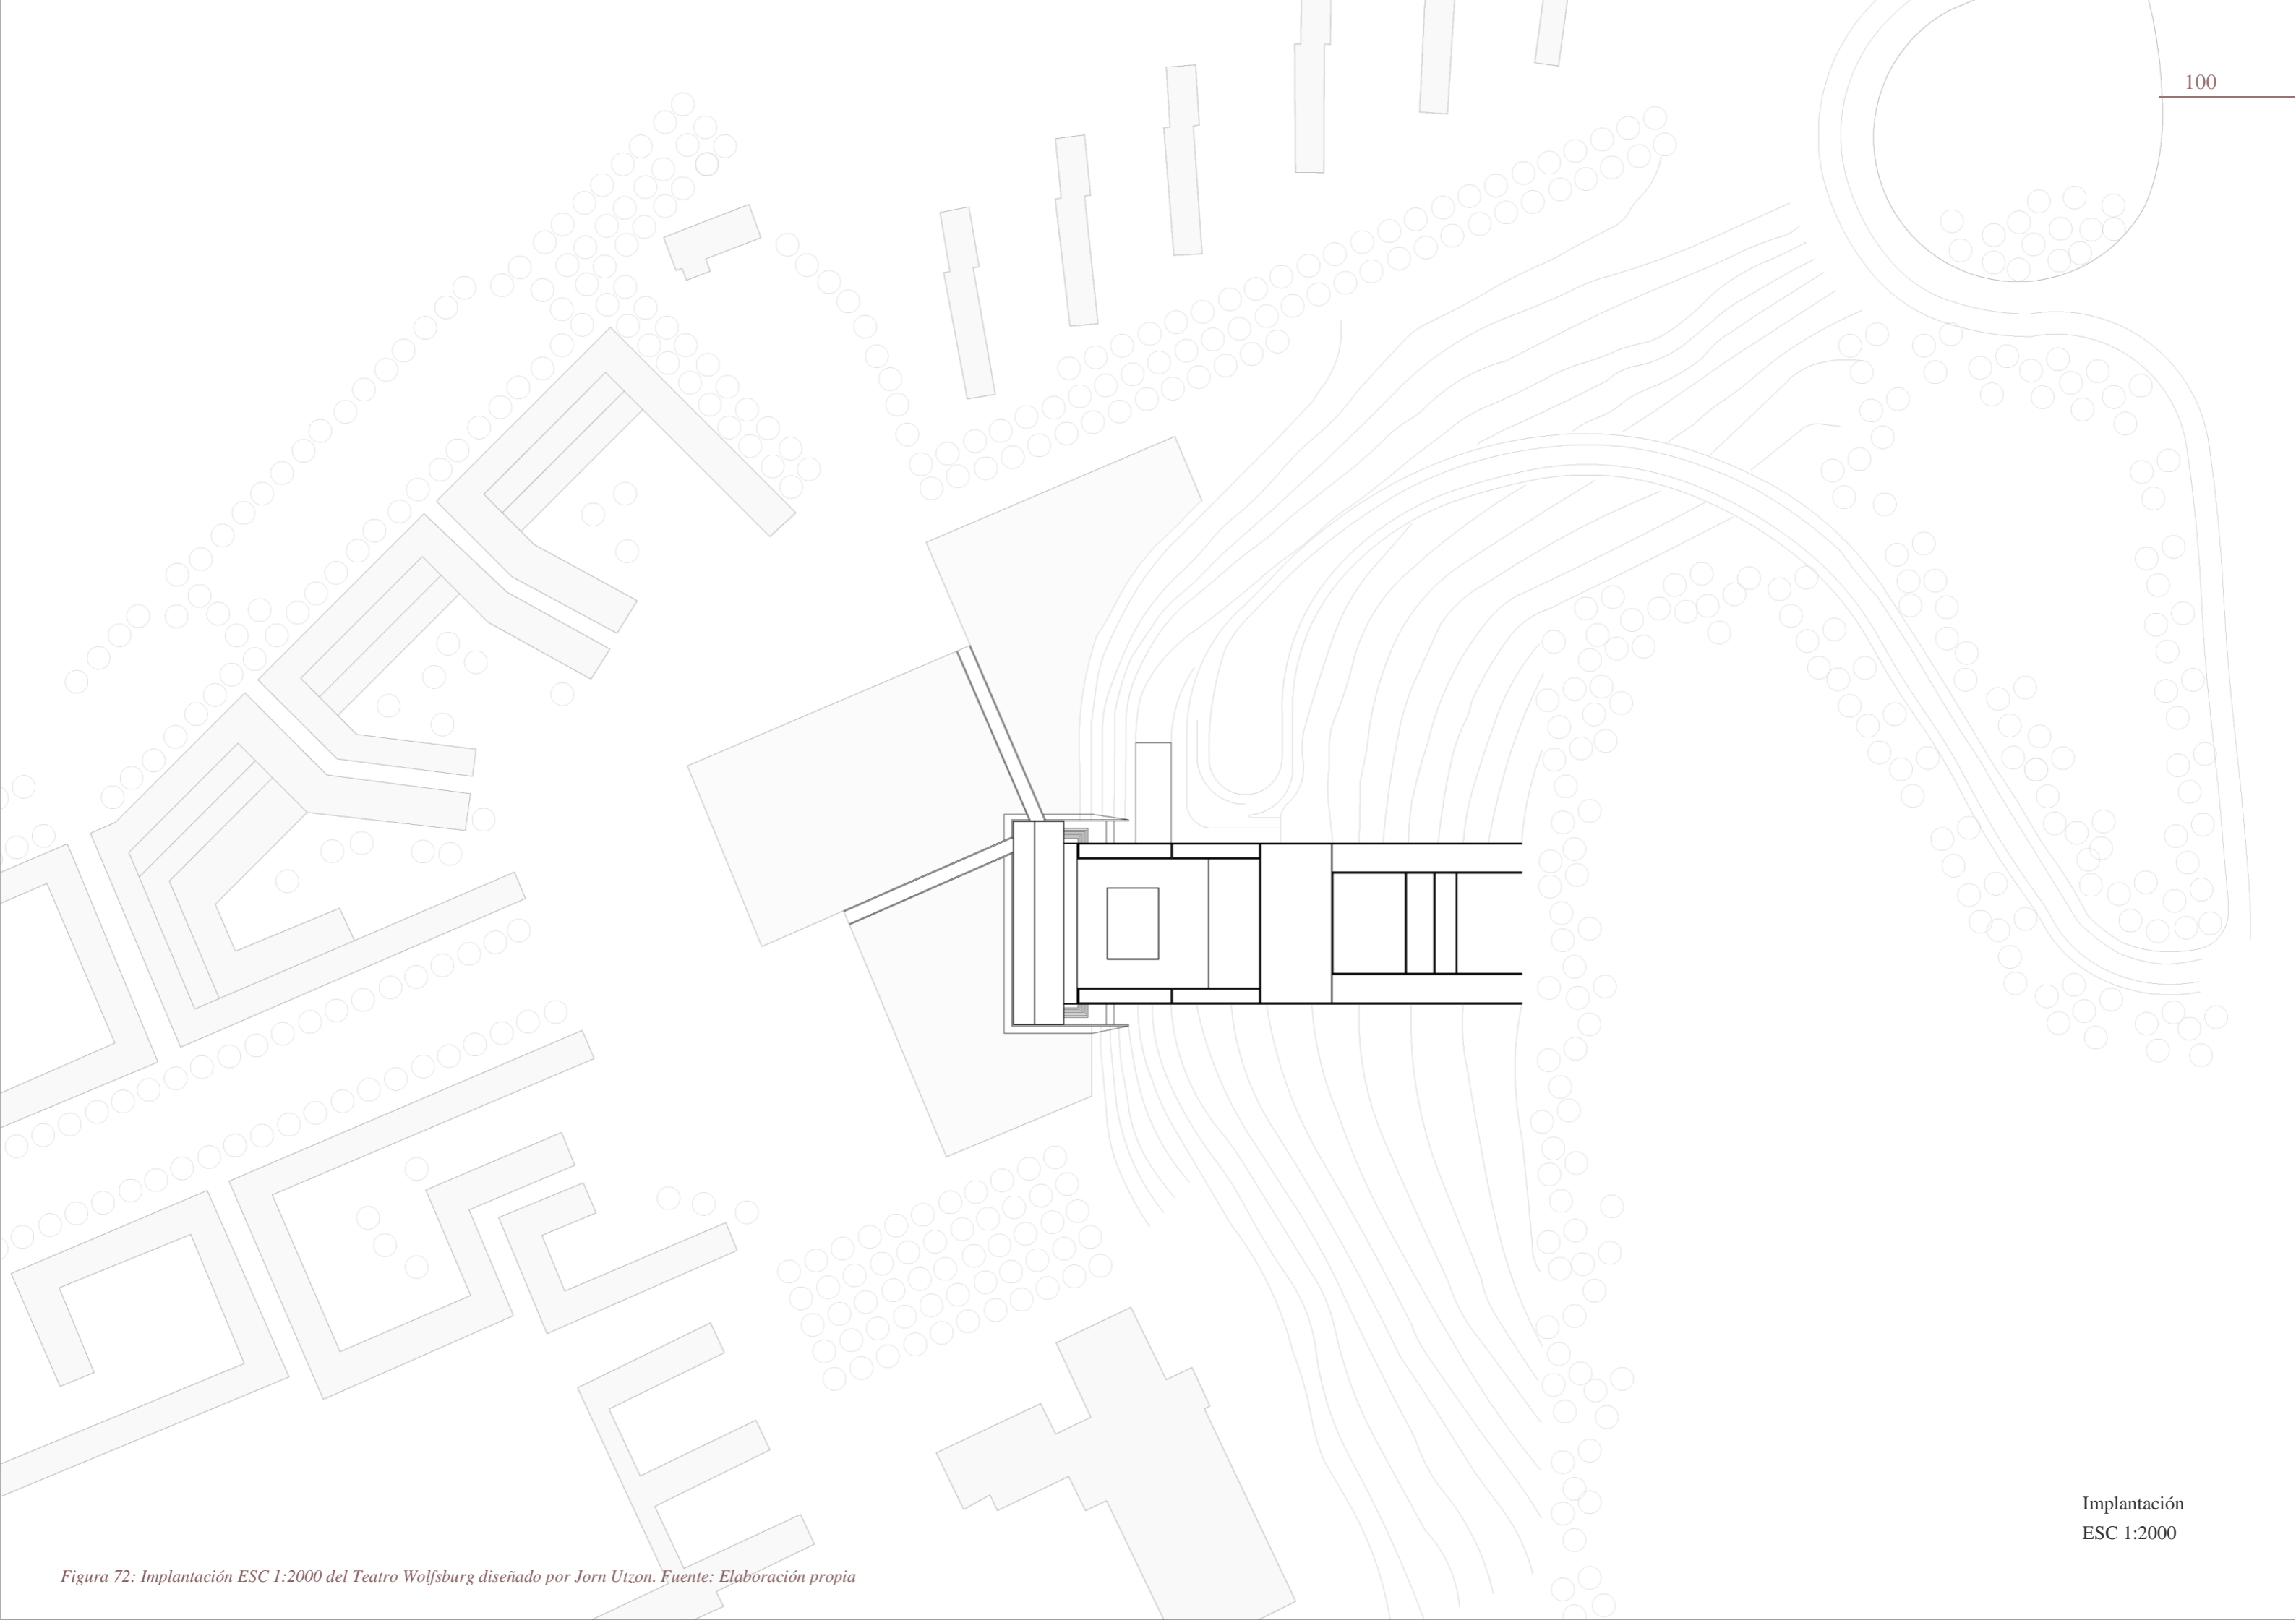 100
Implantación
ESC 1:2000
Figura 72: Implantación ESC 1:2000 del Teatro Wolfsburg diseñado por Jorn Utzon. Fuente: Elaboración propia